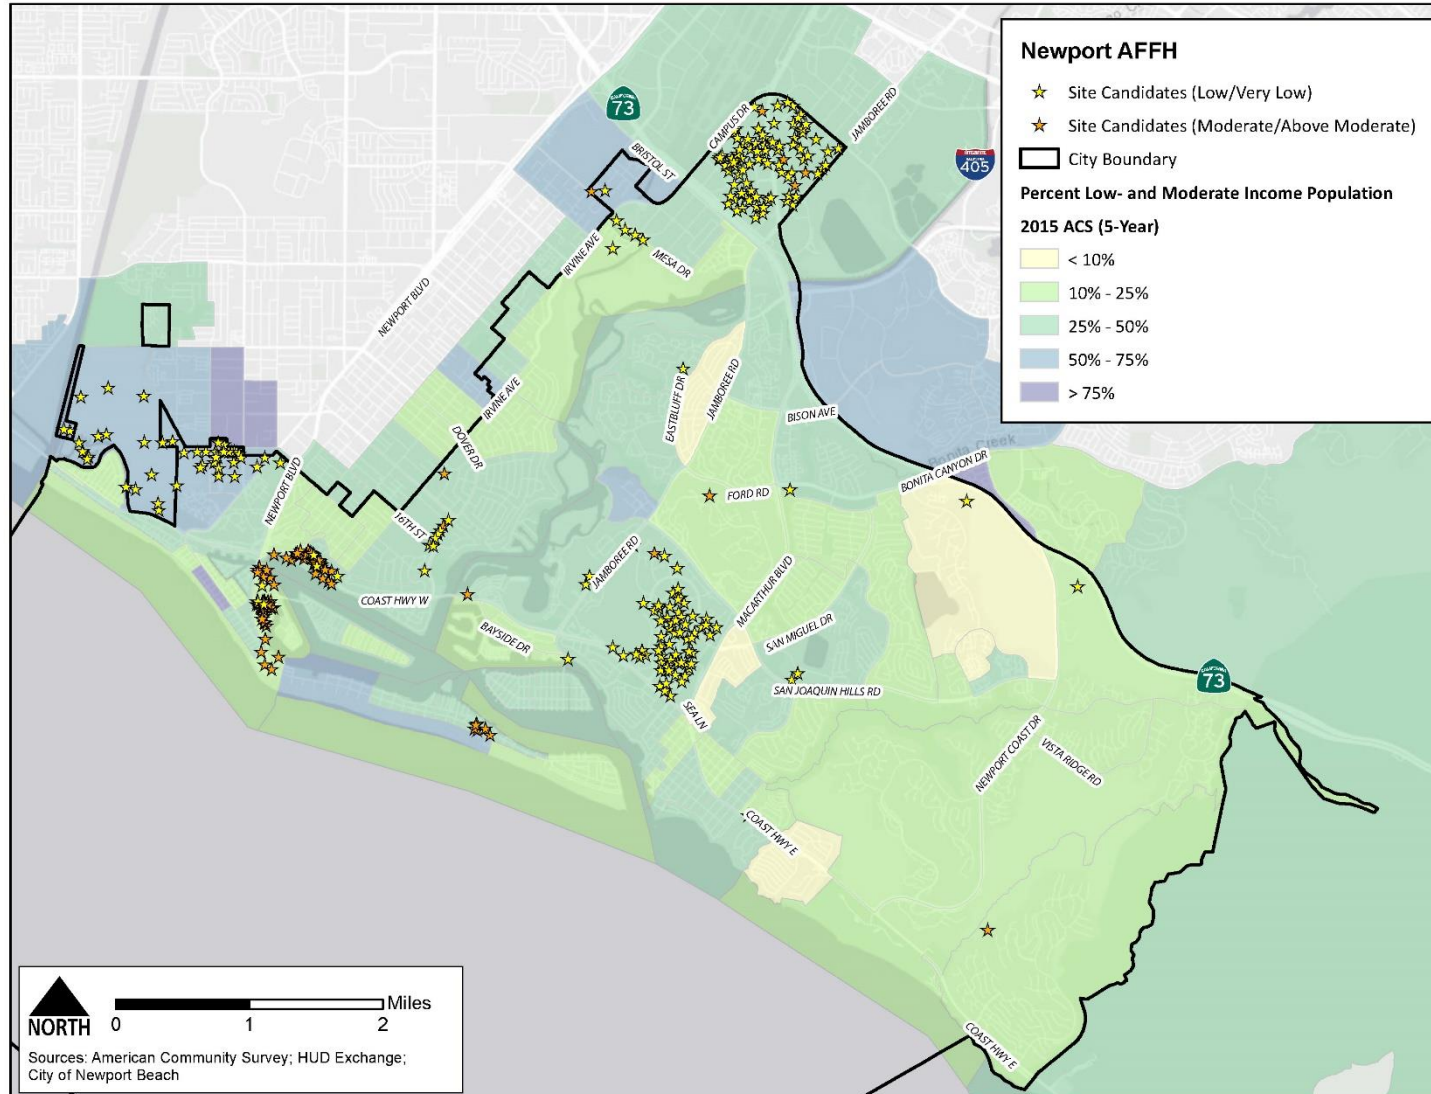 Newport AFFH
Site Candidates (Low/Very Low)
Site Candidates (Moderate/Above Moderate)
City Boundary
Percent Low- and Moderate Income Population
2015 ACS (5-Year)
< 10%
10% - 25%
25% - 50%
50% - 75%
> 75%
73
CAMPUS DR
JAMBOREE RD
BRISTOL ST
405
IRVINE AVE
MESA DR
NEWPORT BLVD
EASTBLUFF DR
JAMBOREE RD
IRVINE AVE
BISON AVE
DOVER DR
Bonita Creek
BONITA CANYON DR
NEWPORT BLVD
FORD RD
16TH ST
JAMBOREE RD
MACARTHUR BLVD
COAST HWY W
BAYSIDE DR
SAN MIGUEL DR
SAN JOAQUIN HILLS RD
73
SEA LN
NEWPORT COAST DR
VISTA RIDGE RD
COAST HWY E
COAST HWY E
NORTH
0 1 2 Miles
Sources: American Community Survey; HUD Exchange;
City of Newport Beach